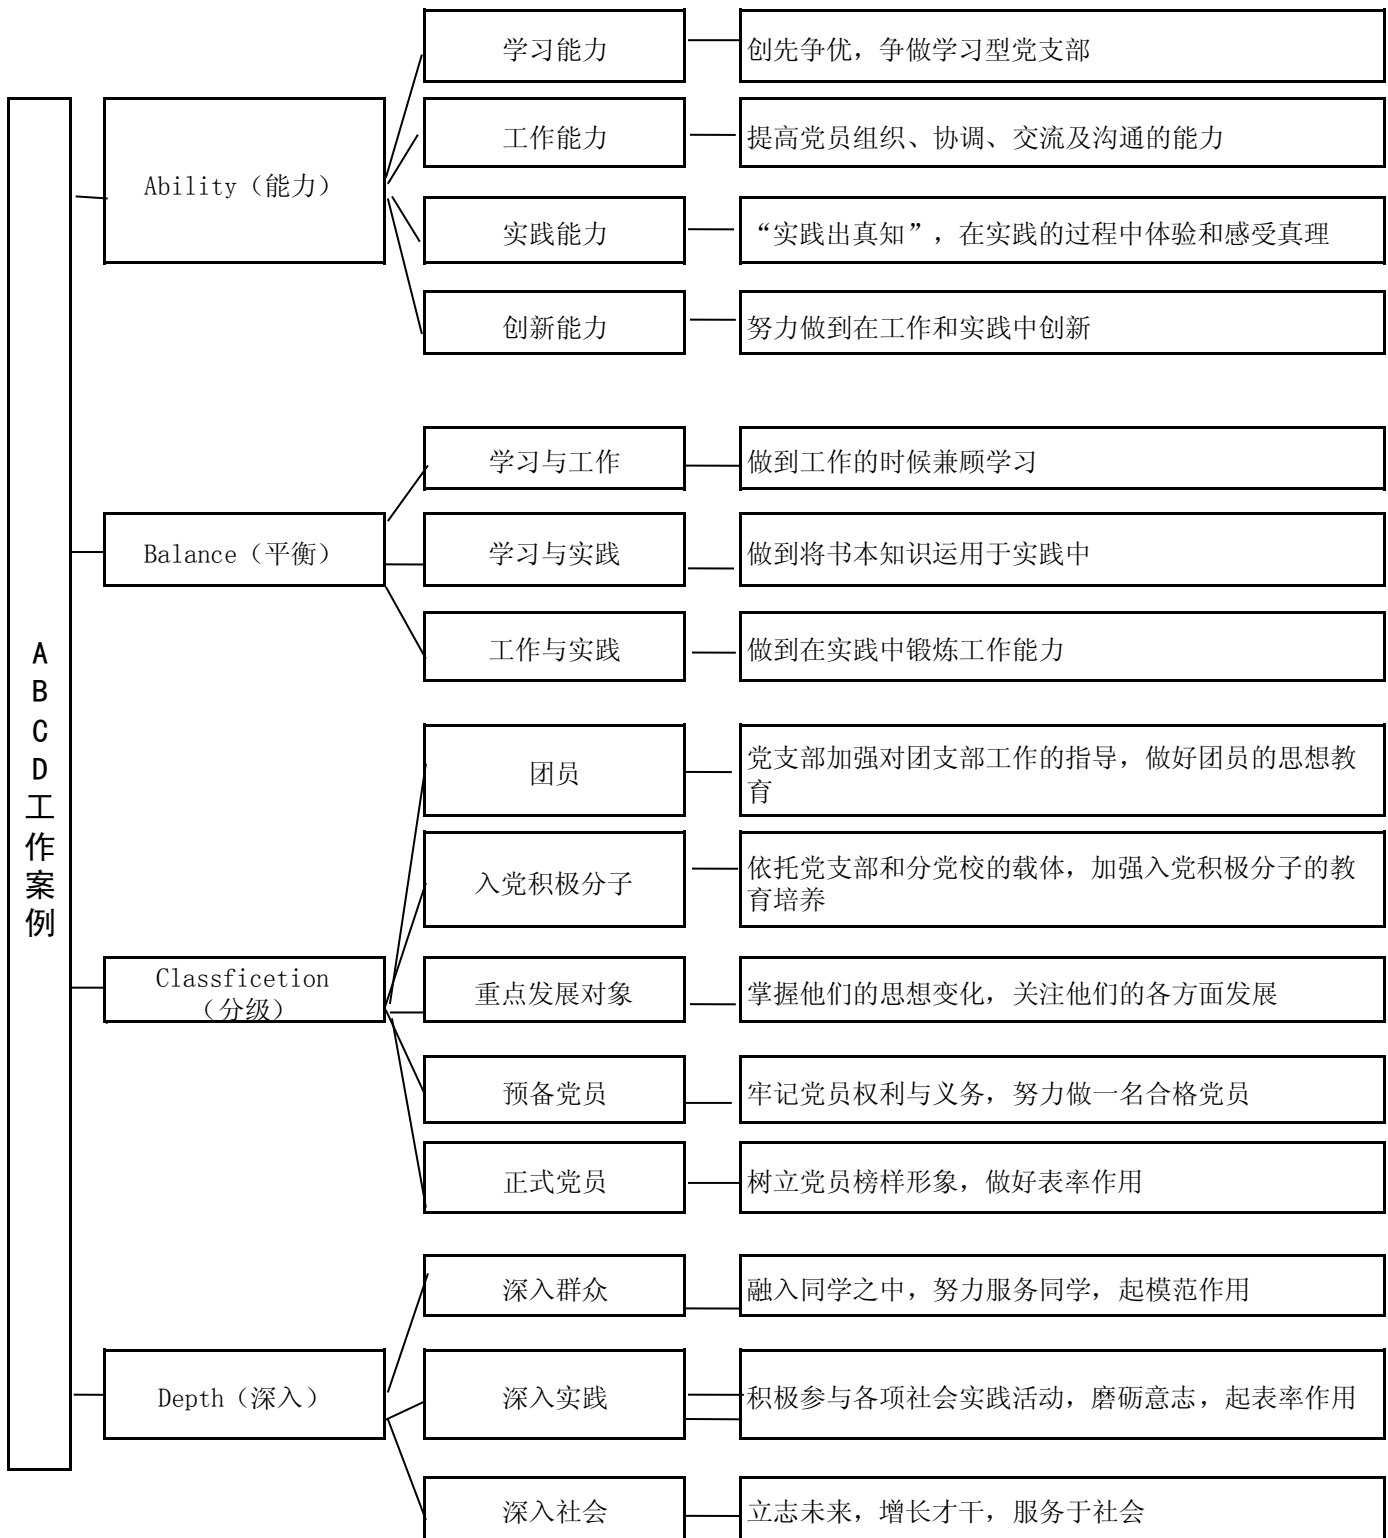 ABCD工作案例
Ability（能力）
学习能力
创先争优，争做学习型党支部
工作能力
提高党员组织、协调、交流及沟通的能力
实践能力
“实践出真知”，在实践的过程中体验和感受真理
创新能力
努力做到在工作和实践中创新
Balance（平衡）
学习与工作
做到工作的时候兼顾学习
学习与实践
做到将书本知识运用于实践中
工作与实践
做到在实践中锻炼工作能力
Classficetion
（分级）
团员
党支部加强对团支部工作的指导，做好团员的思想教
育
入党积极分子
依托党支部和分党校的载体，加强入党积极分子的教
育培养
重点发展对象
掌握他们的思想变化，关注他们的各方面发展
预备党员
牢记党员权利与义务，努力做一名合格党员
正式党员
树立党员榜样形象，做好表率作用
Depth（深入）
深入群众
融入同学之中，努力服务同学，起模范作用
深入实践
积极参与各项社会实践活动，磨砺意志，起表率作用
深入社会
立志未来，增长才干，服务于社会